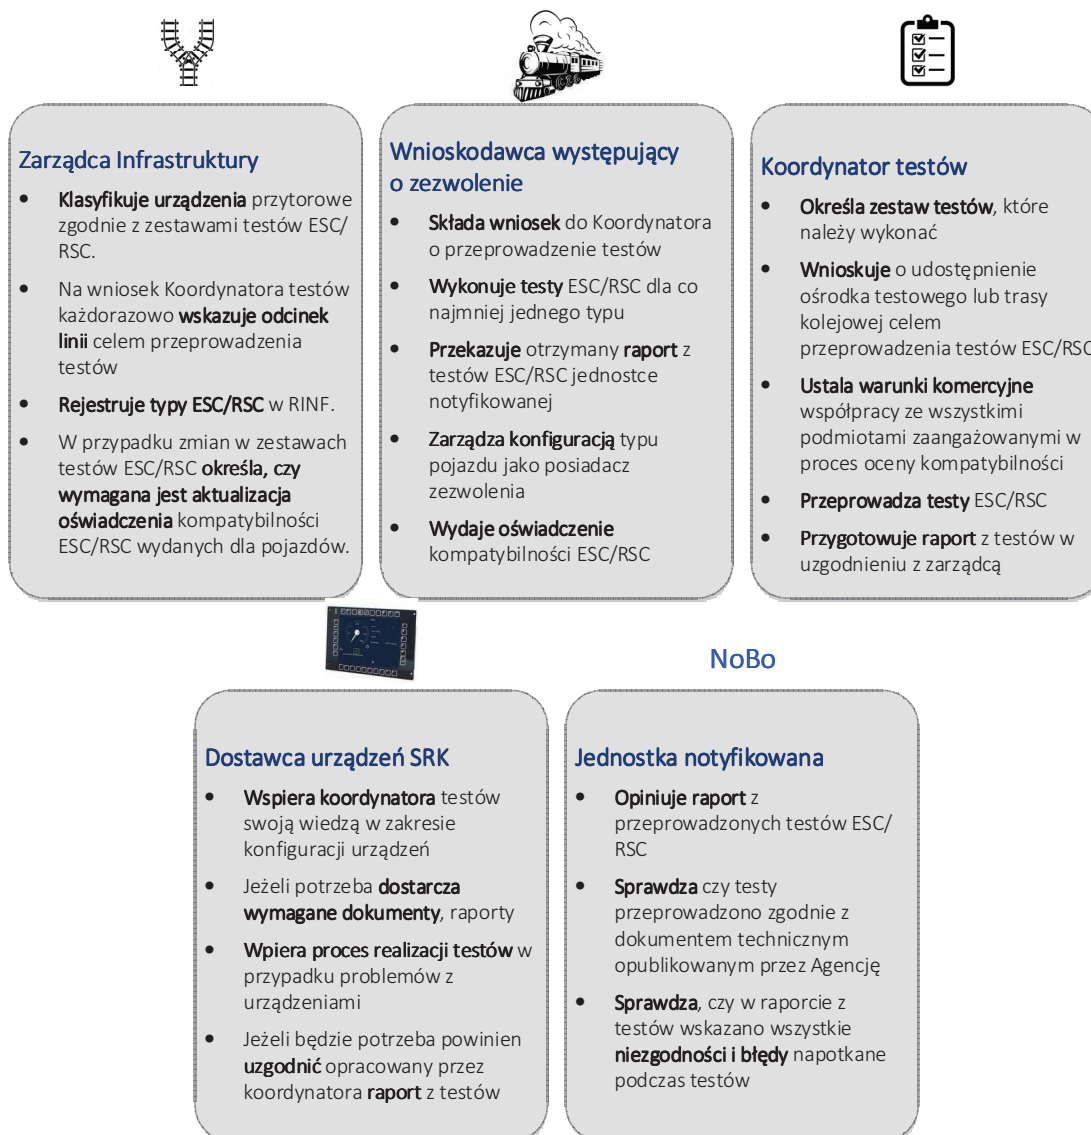 Zarządca Infrastruktury
• Klasyfikuje urządzenia przytorowe
zgodnie z zestawami testów ESC/
RSC.
• Na wniosek Koordynatora testów
każdorazowo wskazuje odcinek
linii celem przeprowadzenia
testów
• Rejestruje typy ESC/RSC w RINF.
• W przypadku zmian w zestawach
testów ESC/RSC określa, czy
wymagana jest aktualizacja
oświadczenia kompatybilności
ESC/RSC wydanych dla pojazdów.
Wnioskodawca występujący
o zezwolenie
• Składa wniosek do Koordynatora
o przeprowadzenie testów
• Wykonuje testy ESC/RSC dla co
najmniej jednego typu
• Przekazuje otrzymany raport z
testów ESC/RSC jednostce
notyfikowanej
• Zarządza konfiguracją typu
pojazdu jako posiadacz
zezwolenia
• Wydaje oświadczenie
kompatybilności ESC/RSC
Koordynator testów
• Określa zestaw testów, które
należy wykonać
• Wnioskuje o udostępnienie
ośrodka testowego lub trasy
kolejowej celem
przeprowadzenia testów ESC/RSC
• Ustala warunki komercyjne
współpracy ze wszystkimi
podmiotami zaangażowanymi w
proces oceny kompatybilności
• Przeprowadza testy ESC/RSC
• Przygotowuje raport z testów w
uzgodnieniu z zarządcą
Dostawca urządzeń SRK
• Wspiera koordynatora testów
swoją wiedzą w zakresie
konfiguracji urządzeń
• Jeżeli potrzeba dostarcza
wymagane dokumenty, raporty
• Wpiera proces realizacji testów w
przypadku problemów z
urządzeniami
• Jeżeli będzie potrzeba powinien
uzgodnić opracowany przez
koordynatora raport z testów
NoBo
Jednostka notyfikowana
• Opiniuje raport z
przeprowadzonych testów ESC/
RSC
• Sprawdza czy testy
przeprowadzono zgodnie z
dokumentem technicznym
opublikowanym przez Agencję
• Sprawdza, czy w raporcie z
testów wskazano wszystkie
niezgodności i błędy napotkane
podczas testów